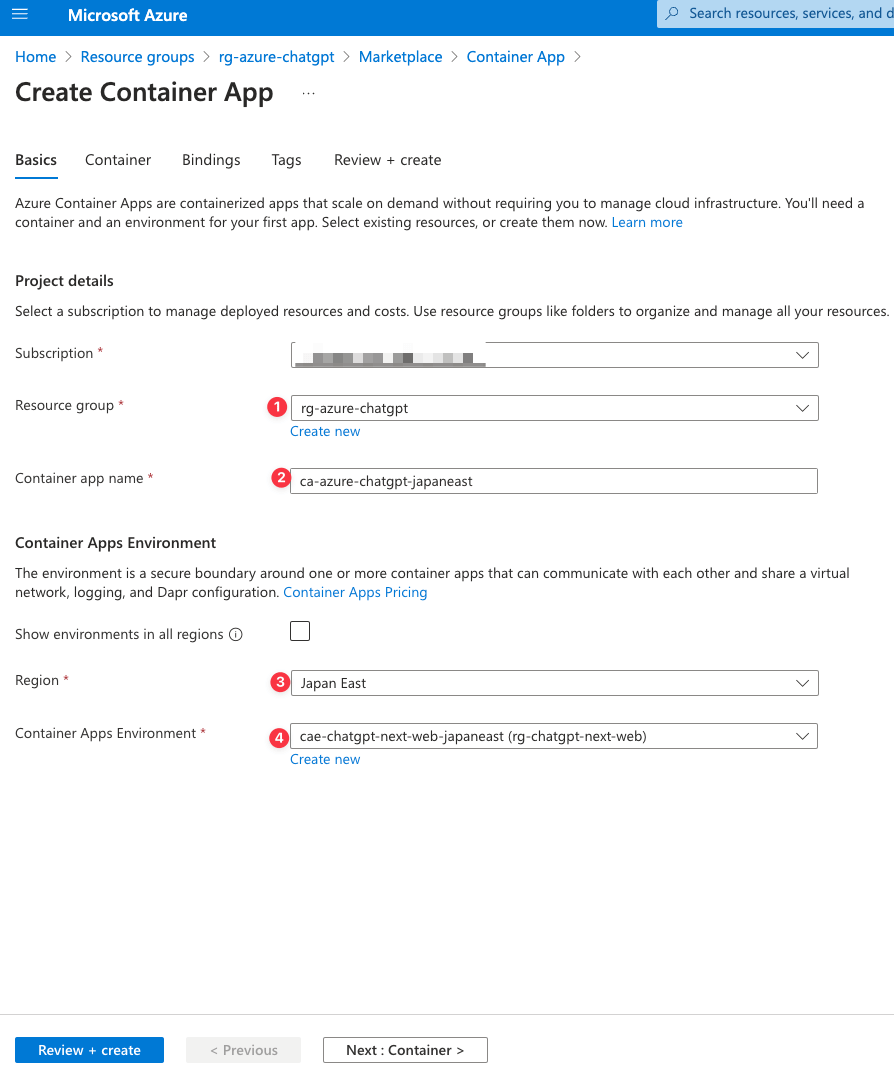 Microsoft Azure
Search resources, services, and d
Home > Resource groups > rg-azure-chatgpt > Marketplace > Container App >
Create Container App ...
Basics Container Bindings Tags Review + create
Azure Container Apps are containerized apps that scale on demand without requiring you to manage cloud infrastructure. You'll need a
container and an environment for your first app. Select existing resources, or create them now. Learn more
Project details
Select a subscription to manage deployed resources and costs. Use resource groups like folders to organize and manage all your resources.
Subscription *
Resource group * 1 rg-azure-chatgpt
Create new
Container app name * 2 ca-azure-chatgpt-japaneast
Container Apps Environment
The environment is a secure boundary around one or more container apps that can communicate with each other and share a virtual
network, logging, and Dapr configuration. Container Apps Pricing
Show environments in all regions
Region * 3 Japan East
Container Apps Environment * 4 cae-chatgpt-next-web-japaneast (rg-chatgpt-next-web)
Create new
Review + create < Previous Next : Container >